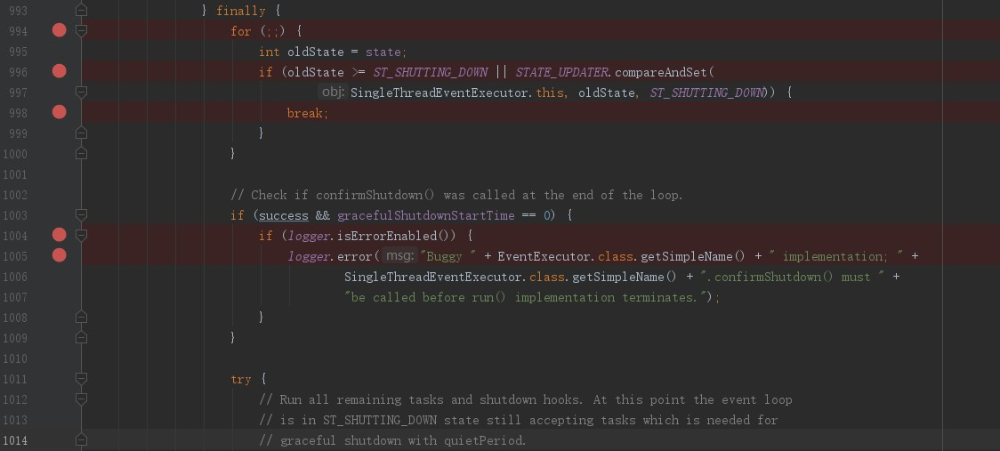 993 } finally {
994 for (;;) {
995 int oldState = state;
996 if (oldState >= ST_SHUTTING_DOWN || STATE_UPDATER.compareAndSet(
997 obj: SingleThreadEventExecutor.this, oldState, ST_SHUTTING_DOWN)) {
998 break;
999 }
1000 }
1001
1002 // Check if confirmShutdown() was called at the end of the loop.
1003 if (success && gracefulShutdownStartTime == 0) {
1004 if (logger.isErrorEnabled()) {
1005 logger.error( msg: "Buggy " + EventExecutor.class.getSimpleName() + " implementation; " +
1006 SingleThreadEventExecutor.class.getSimpleName() + ".confirmShutdown() must " +
1007 "be called before run() implementation terminates.");
1008 }
1009 }
1010
1011 try {
1012 // Run all remaining tasks and shutdown hooks. At this point the event loop
1013 // is in ST_SHUTTING_DOWN state still accepting tasks which is needed for
1014 // graceful shutdown with quietPeriod.